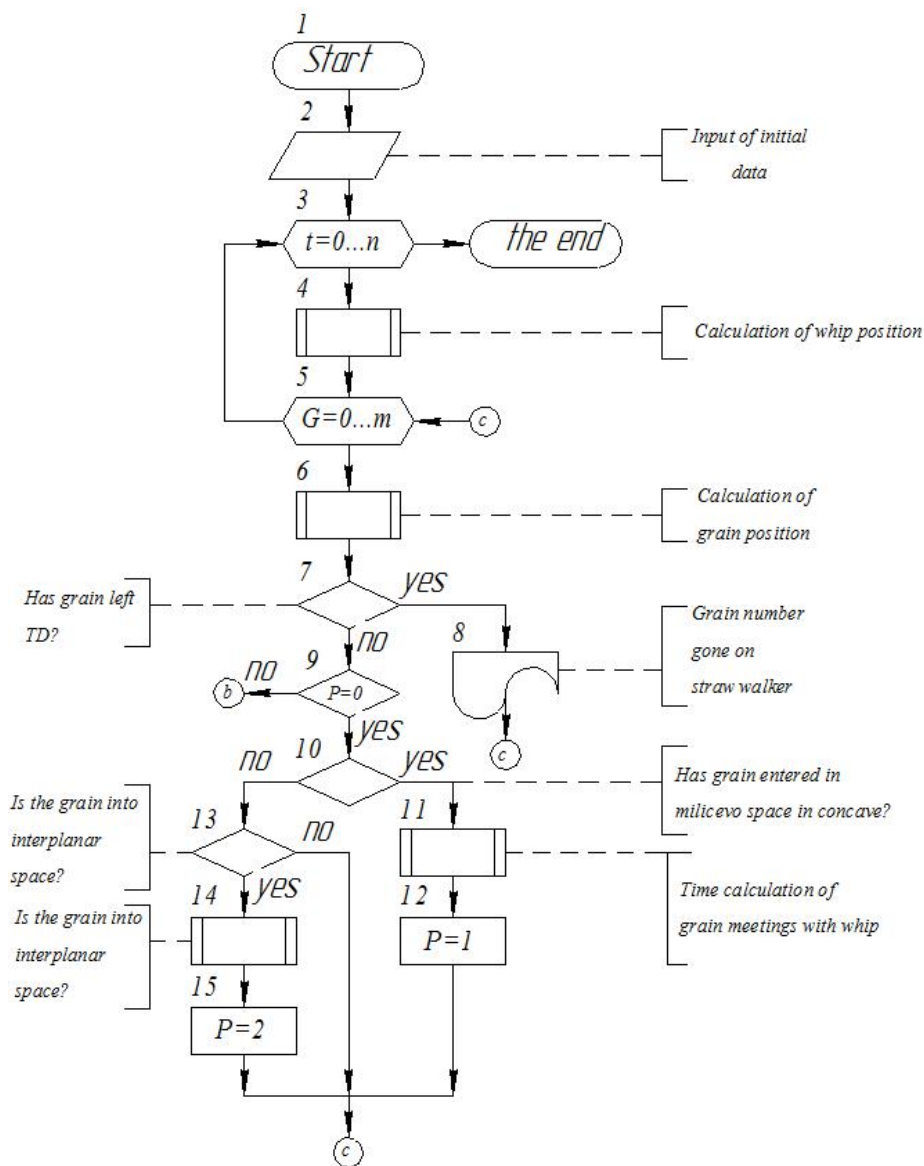 1
Start
2
Input of initial
data
3
t=0...n
the end
4
Calculation of whip position
5
G=0...m
c
6
Calculation of
grain position
7
yes
Has grain left
TD?
no
8
Grain number
gone on
straw walker
9
no
b
P=0
yes
c
10
no
yes
Has grain entered in
milicevo space in concave?
Is the grain into
interplanar
space?
13
no
11
yes
Time calculation of
grain meetings with whip
14
12
Is the grain into
interplanar
space?
P=1
15
P=2
c